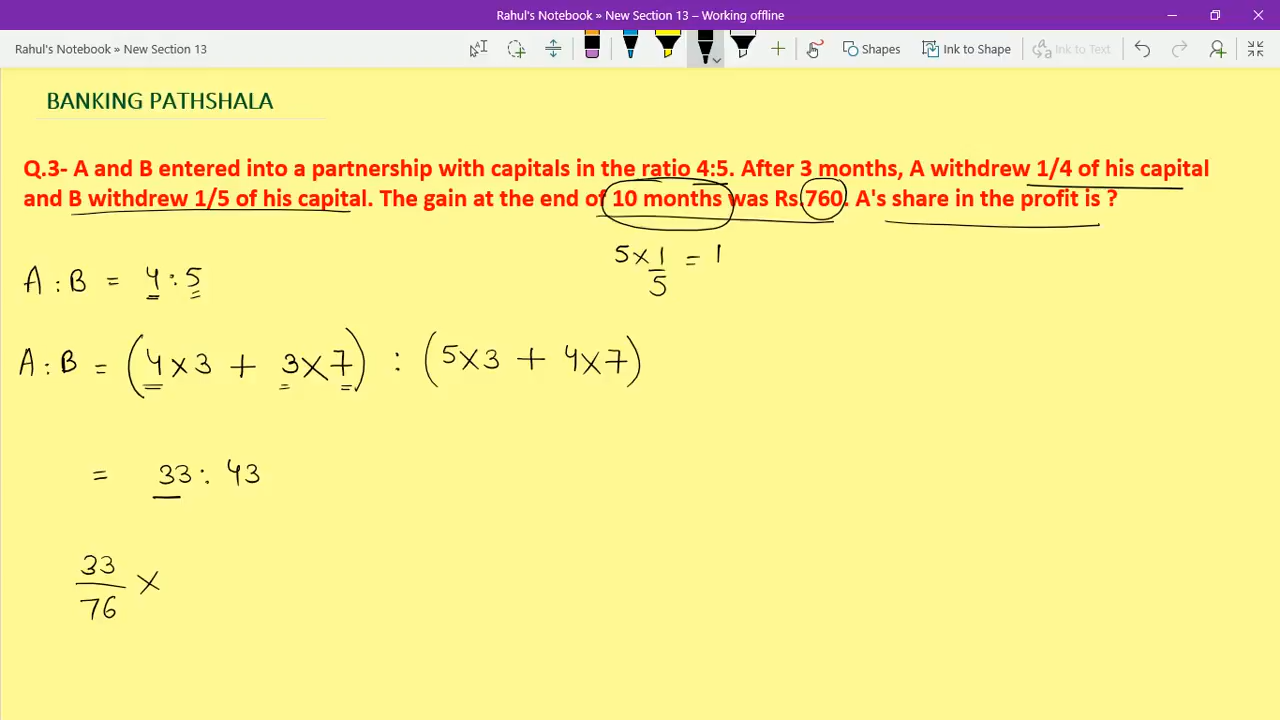 Rahul's Notebook » New Section 13 – Working offline
Rahul's Notebook » New Section 13
Shapes
Ink to Shape
Ink to Text
BANKING PATHSHALA
Q.3- A and B entered into a partnership with capitals in the ratio 4:5. After 3 months, A withdrew 1/4 of his capital
and B withdrew 1/5 of his capital. The gain at the end of 10 months was Rs.760. A's share in the profit is ?
5 × 1/5 = 1
A : B = 4 : 5
A : B = (4 × 3 + 3 × 7) : (5 × 3 + 4 × 7)
= 33 : 43
33/76 ×